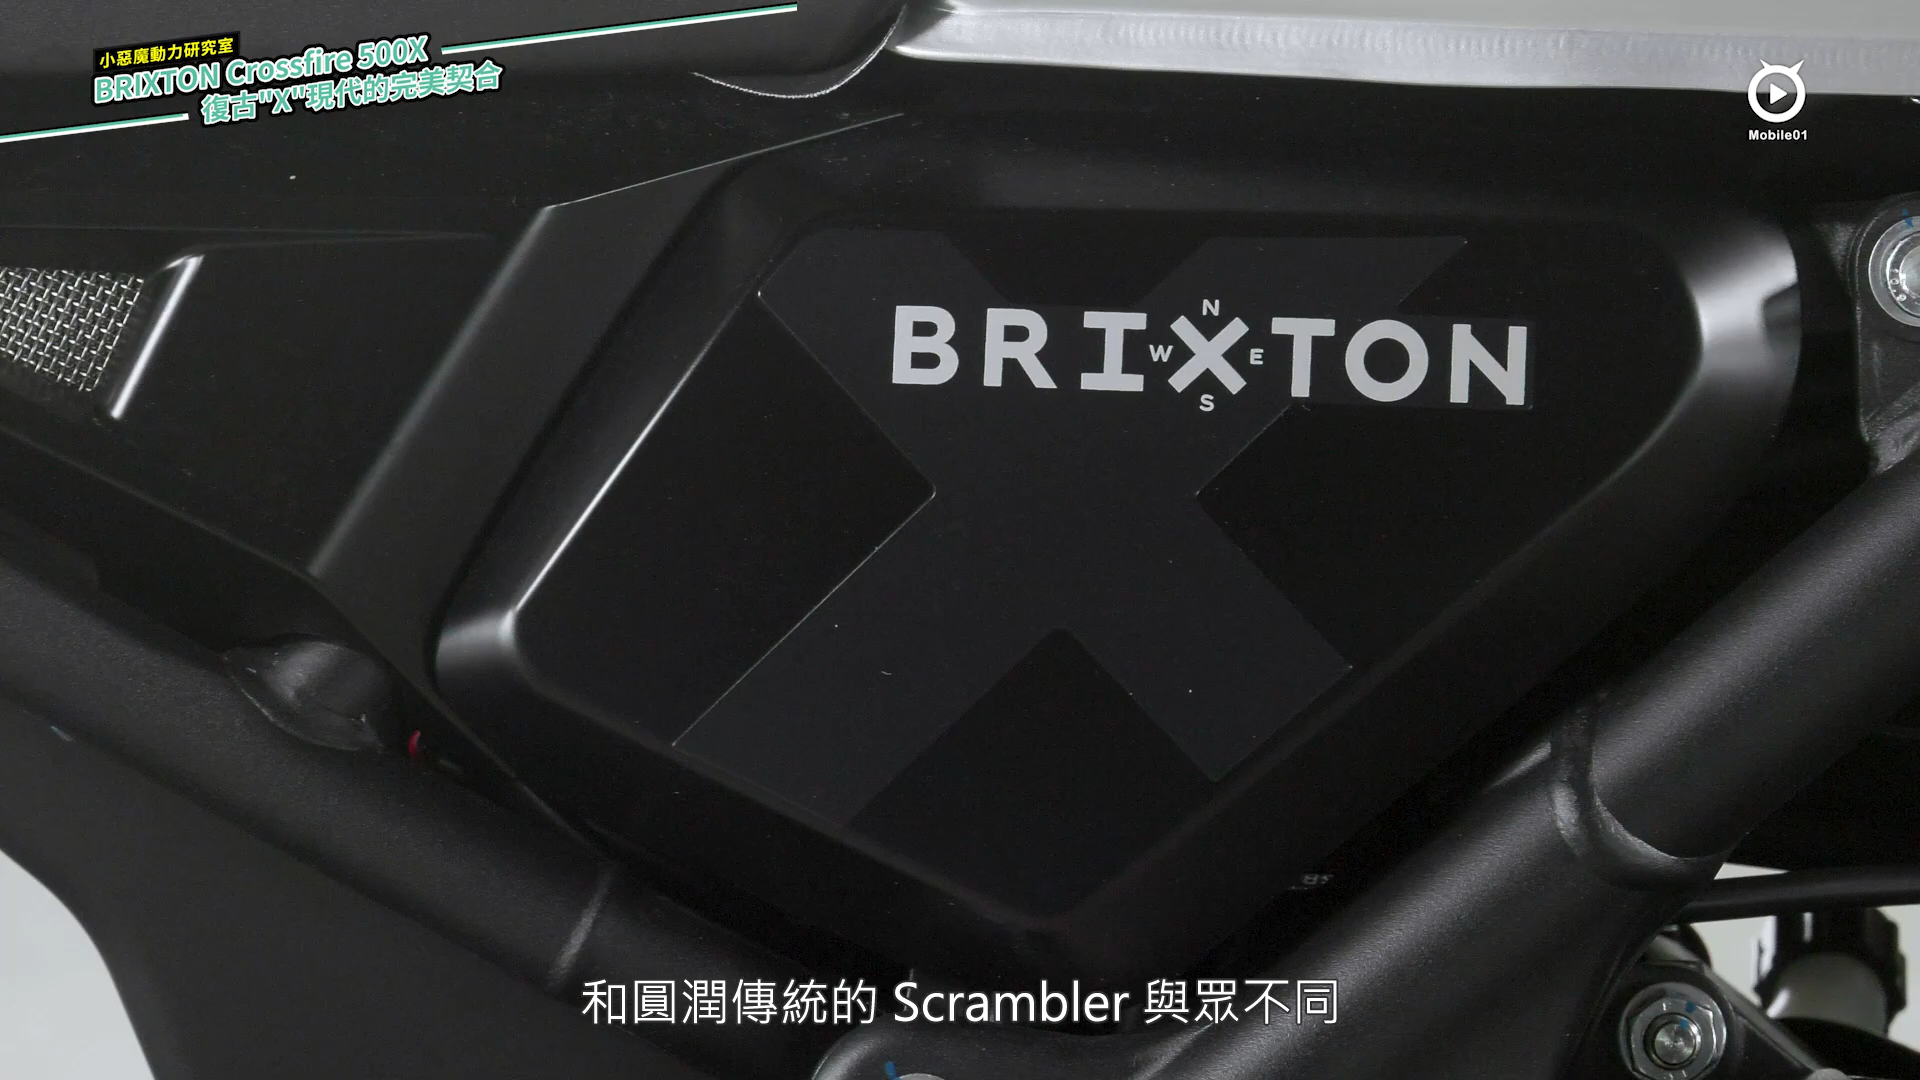 小惡魔動力研究室
BRIXTON Crossfire 500X
復古"X"現代的完美契合
Mobile01
N
BRIXTON
W E
S
和圓潤傳統的 Scrambler 與眾不同